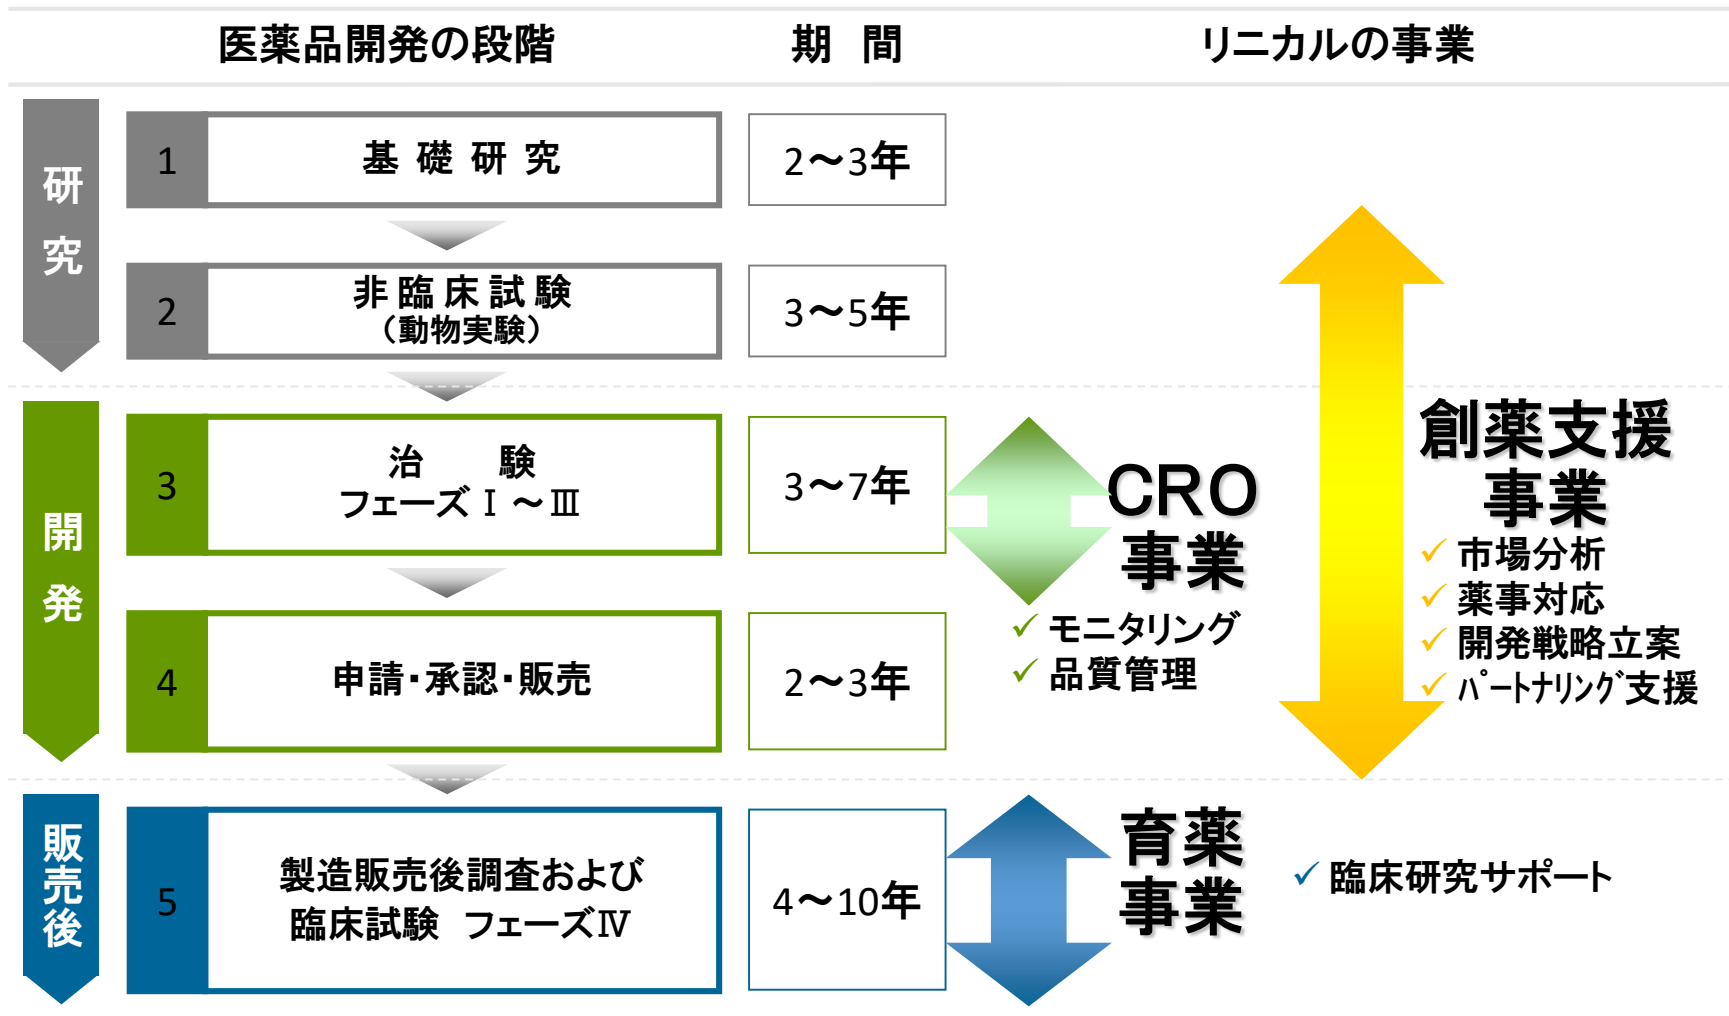 医薬品開発の段階
期 間
リニカルの事業
研究
1
基 礎 研 究
2～3年
2
非 臨 床 試 験
（動物実験）
3～5年
開発
3
治 験
フェーズⅠ～Ⅲ
3～7年
CRO
事業
✓ モニタリング
✓ 品質管理
創薬支援
事業
✓ 市場分析
✓ 薬事対応
✓ 開発戦略立案
✓ ﾊﾟｰﾄﾅﾘﾝｸﾞ支援
4
申請・承認・販売
2～3年
販売後
5
製造販売後調査および
臨床試験 フェーズⅣ
4～10年
育薬
事業
✓ 臨床研究サポート